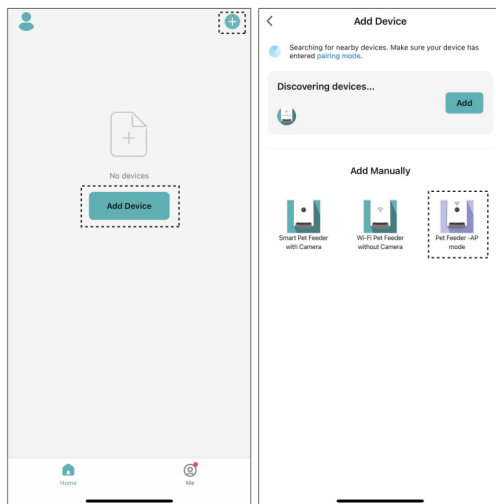 No devices
Add Device
Home
Me
Add Device
Searching for nearby devices. Make sure your device has
entered pairing mode.
Discovering devices...
Add
Add Manually
Smart Pet Feeder
with Camera
Wi-Fi Pet Feeder
without Camera
Pet Feeder -AP
mode